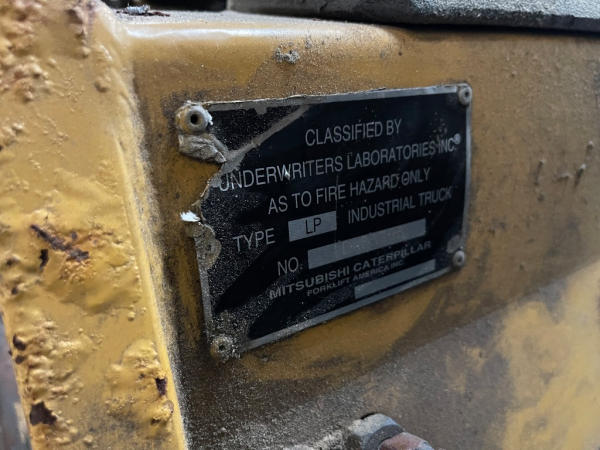 CLASSIFIED BY
UNDERWRITERS LABORATORIES INC®
AS TO FIRE HAZARD ONLY
TYPE LP INDUSTRIAL TRUCK
NO.
MITSUBISHI CATERPILLAR
FORKLIFT AMERICA INC.